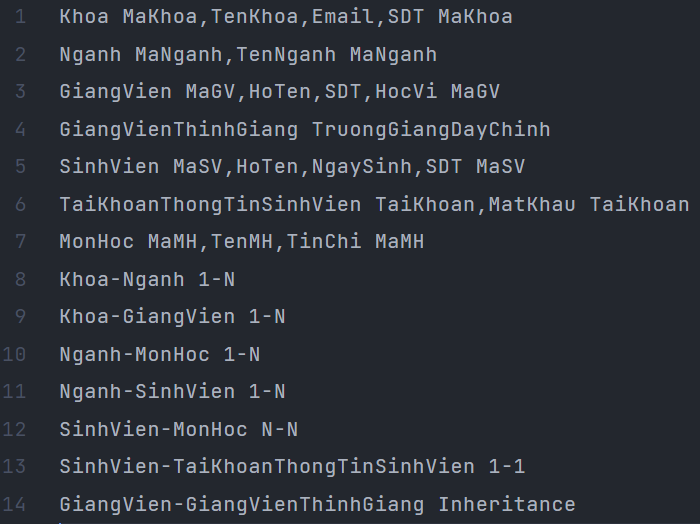 1 Khoa MaKhoa,TenKhoa,Email,SDT MaKhoa
2 Nganh MaNganh,TenNganh MaNganh
3 GiangVien MaGV,HoTen,SDT,HocVi MaGV
4 GiangVienThinhGiang TruongGiangDayChinh
5 SinhVien MaSV,HoTen,NgaySinh,SDT MaSV
6 TaiKhoanThongTinSinhVien TaiKhoan,MatKhau TaiKhoan
7 MonHoc MaMH,TenMH,TinChi MaMH
8 Khoa-Nganh 1-N
9 Khoa-GiangVien 1-N
10 Nganh-MonHoc 1-N
11 Nganh-SinhVien 1-N
12 SinhVien-MonHoc N-N
13 SinhVien-TaiKhoanThongTinSinhVien 1-1
14 GiangVien-GiangVienThinhGiang Inheritance